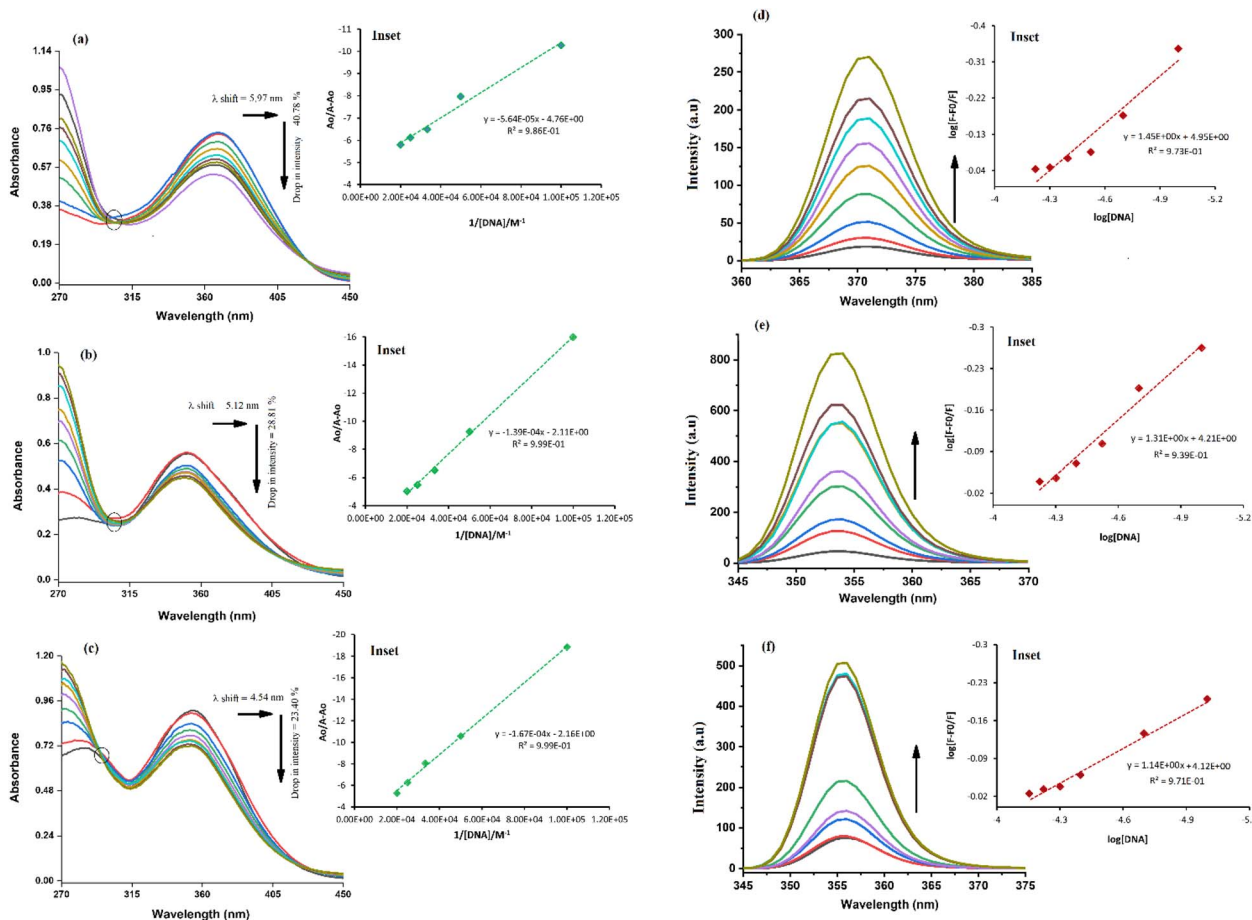 (a)
Inset
λ shift = 5.97 nm
Drop in intensity 40.78 %
Absorbance
1.14
0.95
0.76
0.57
0.38
0.19
0.00
270
315
360
405
450
Wavelength (nm)
Ao/A-Ao
-11
-10
-9
-8
-7
-6
-5
-4
y = -5.64E-05x - 4.76E+00
R² = 9.86E-01
0.00E+00
2.00E+04
4.00E+04
6.00E+04
8.00E+04
1.00E+05
1.20E+05
1/[DNA]/M⁻¹
(b)
Inset
λ shift 5.12 nm
Drop in intensity = 28.81 %
Absorbance
1.0
0.8
0.6
0.4
0.2
0.0
270
315
360
405
450
Wavelength (nm)
Ao/A-Ao
-16
-14
-12
-10
-8
-6
-4
y = -1.39E-04x - 2.11E+00
R² = 9.99E-01
0.00E+00
2.00E+04
4.00E+04
6.00E+04
8.00E+04
1.00E+05
1.20E+05
1/[DNA]/M⁻¹
(c)
Inset
λ shift = 4.54 nm
Drop in intensity = 23.40 %
Absorbance
1.20
0.96
0.72
0.48
0.24
0.00
270
315
360
405
450
Wavelength (nm)
Ao/A-Ao
-20
-18
-16
-14
-12
-10
-8
-6
-4
y = -1.67E-04x - 2.16E+00
R² = 9.99E-01
0.00E+00
2.00E+04
4.00E+04
6.00E+04
8.00E+04
1.00E+05
1.20E+05
1/[DNA]/M⁻¹
(d)
Inset
Intensity (a.u)
300
250
200
150
100
50
0
360
365
370
375
380
385
Wavelength (nm)
log[F-F0/F]
-0.4
-0.31
-0.22
-0.13
-0.04
y = 1.45E+00x + 4.95E+00
R² = 9.73E-01
-4
-4.3
-4.6
-4.9
-5.2
log[DNA]
(e)
Inset
Intensity (a.u)
800
600
400
200
0
345
350
355
360
365
370
Wavelength (nm)
log[F-F0/F]
-0.3
-0.23
-0.16
-0.09
-0.02
y = 1.31E+00x + 4.21E+00
R² = 9.39E-01
-4
-4.3
-4.6
-4.9
-5.2
log[DNA]
(f)
Inset
Intensity (a.u)
500
400
300
200
100
0
345
350
355
360
365
370
375
Wavelength (nm)
log[F-F0/F]
-0.3
-0.23
-0.16
-0.09
-0.02
y = 1.14E+00x + 4.12E+00
R² = 9.71E-01
-4
-4.3
-4.6
-4.9
log[DNA]